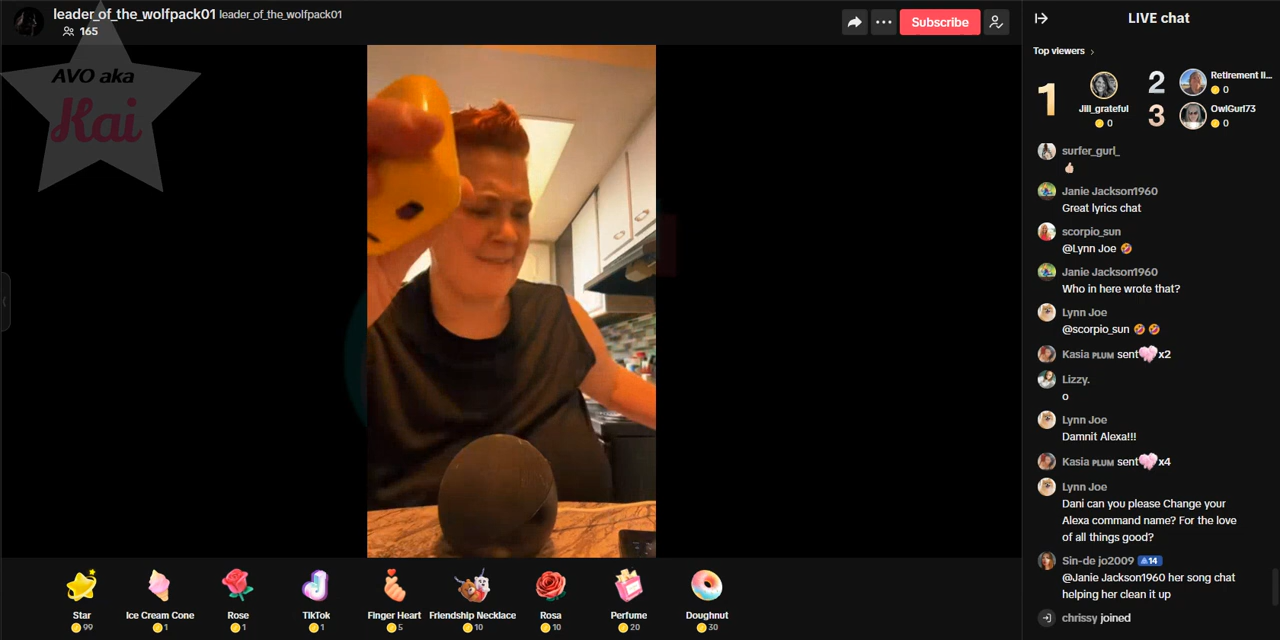 leader_of_the_wolfpack01 leader_of_the_wolfpack01
165
Subscribe
AVO aka
Kai
LIVE chat
Top viewers >
1
Jill_grateful
0
2
Retirement li...
0
3
OwlGurl73
0
surfer_gurl_
Janie Jackson1960
Great lyrics chat
scorpio_sun
@Lynn Joe 🤣
Janie Jackson1960
Who in here wrote that?
Lynn Joe
@scorpio_sun 🤣 🤣
Kasia PLUM sent x2
Lizzy.
o
Lynn Joe
Damnit Alexa!!!
Kasia PLUM sent x4
Lynn Joe
Dani can you please Change your
Alexa command name? For the love
of all things good?
Sin-de jo2009 14
@Janie Jackson1960 her song chat
helping her clean it up
chrissy joined
Star
99
Ice Cream Cone
1
Rose
1
TikTok
1
Finger Heart
5
Friendship Necklace
10
Rosa
10
Perfume
20
Doughnut
30